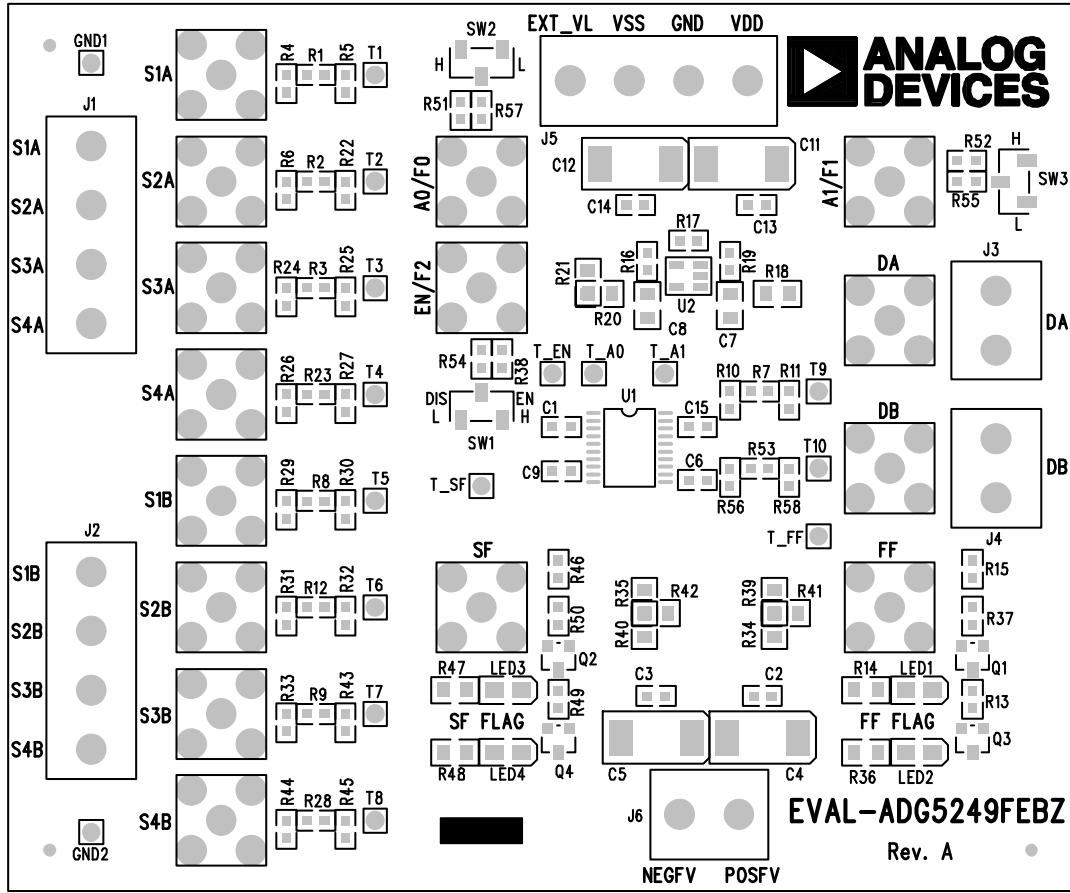 GND1
S1A
R4
R1
R5
T1
SW2
H
L
R51
R57
EXT_VL VSS GND VDD
J5
ANALOG
DEVICES
J1
S1A
S2A
S3A
S4A
S2A
R6
R2
R22
T2
A0/F0
C12
C11
C14
C13
A1/F1
R52
R55
H
SW3
L
S3A
R24
R3
R25
T3
EN/F2
R17
R16
R19
R21
R20
U2
C8
C7
R18
DA
J3
DA
S4A
R26
R23
R27
T4
R54
R38
DIS
EN
L
H
SW1
T_EN
T_A0
T_A1
U1
C1
C15
C9
C6
R10
R7
R11
T9
R53
R56
R58
T10
DB
DB
J4
S1B
R29
R8
R30
T5
T_SF
T_FF
J2
S1B
S2B
S3B
S4B
S2B
R31
R12
R32
T6
SF
R46
R50
Q2
R35
R42
R40
R39
R41
R34
FF
R15
R37
Q1
S3B
R33
R9
R43
T7
R47
LED3
R49
SF FLAG
R48
LED4
Q4
C3
C2
C5
C4
R14
LED1
R13
FF FLAG
R36
LED2
Q3
S4B
R44
R28
R45
T8
GND2
J6
NEGFV POSFV
EVAL-ADG5249FEBZ
Rev. A